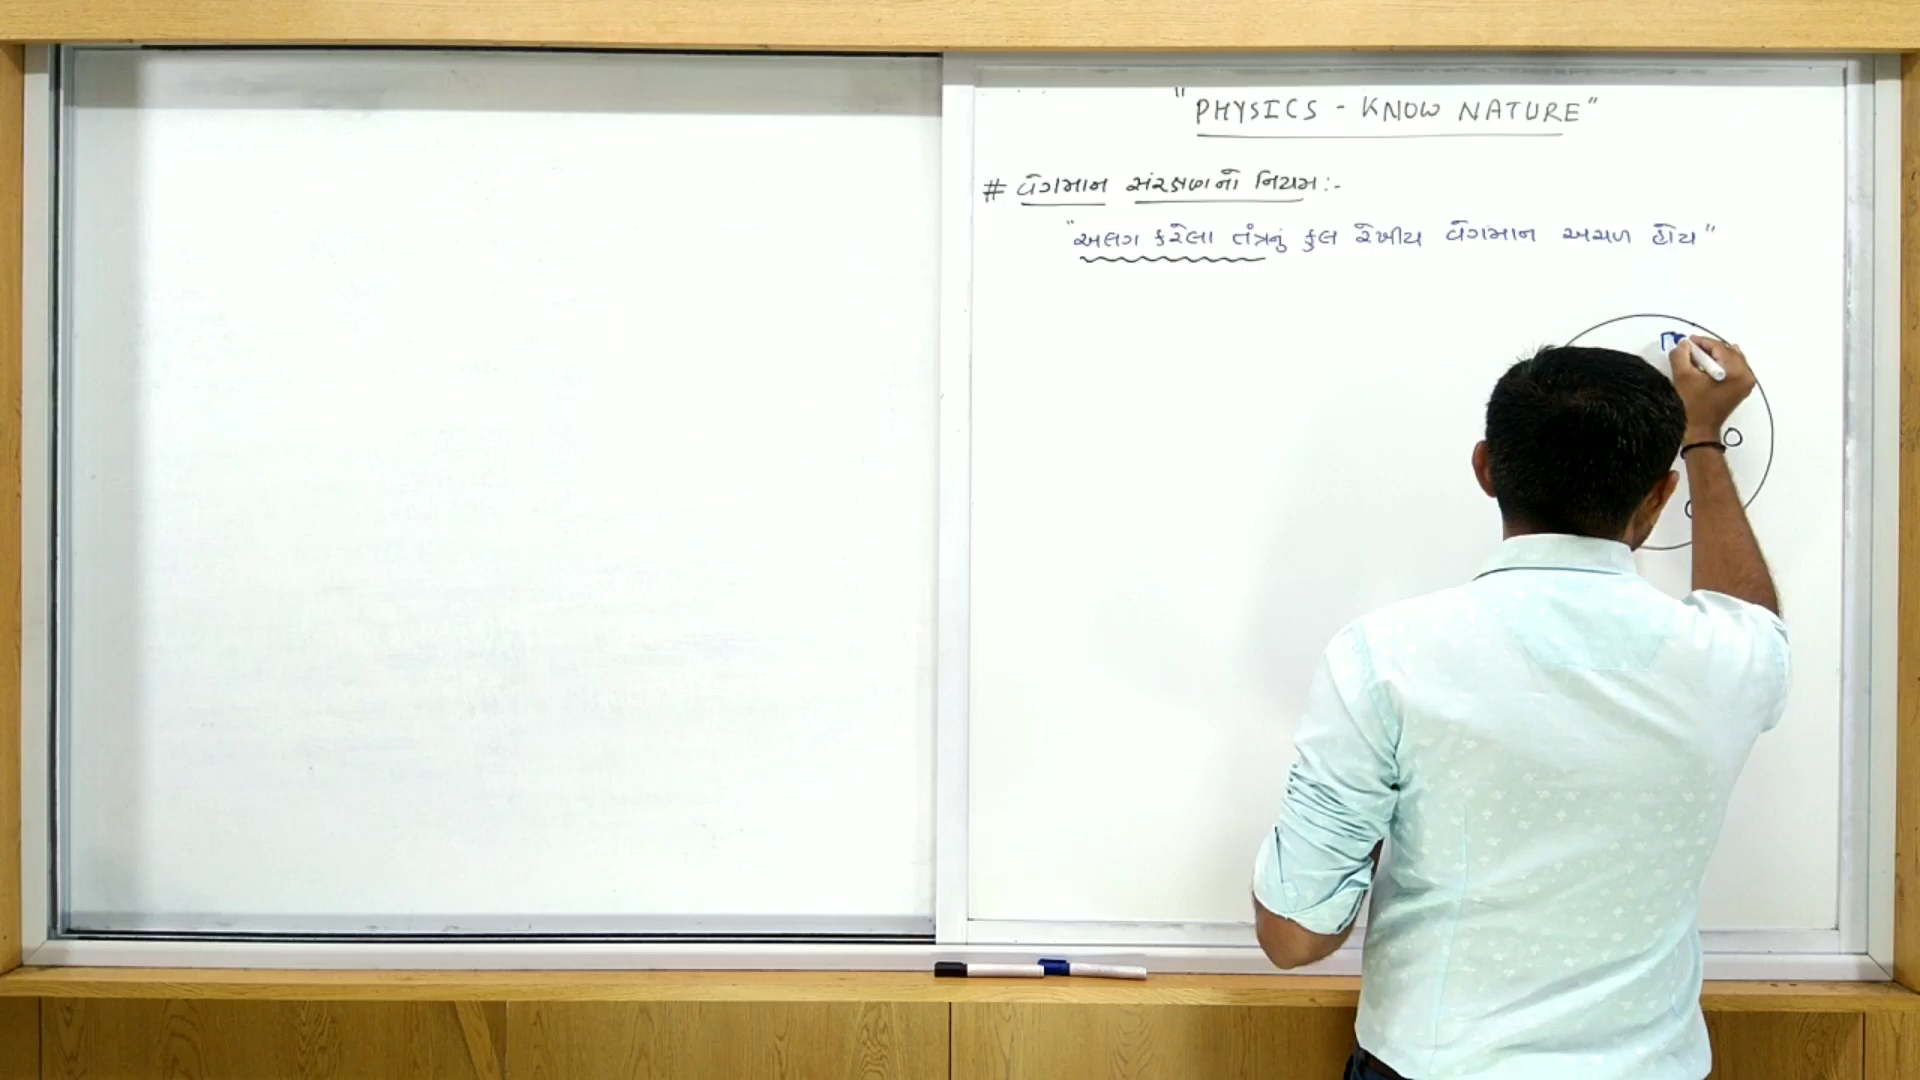 "PHYSICS - KNOW NATURE"
# વેગમાન સંરક્ષણનો નિયમ :-
"અલગ કરેલા તંત્રનું કુલ રેખીય વેગમાન અચળ હોય"